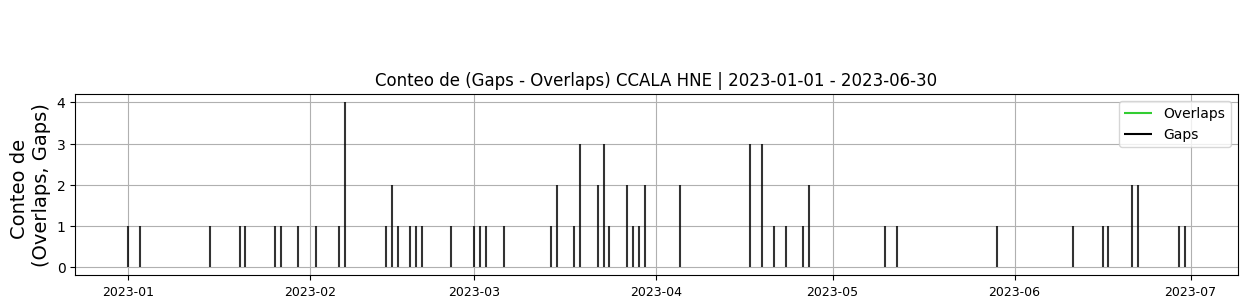 Conteo de (Gaps - Overlaps) CCALA HNE | 2023-01-01 - 2023-06-30
Conteo de
(Overlaps, Gaps)
4
3
2
1
0
Overlaps
Gaps
2023-01
2023-02
2023-03
2023-04
2023-05
2023-06
2023-07